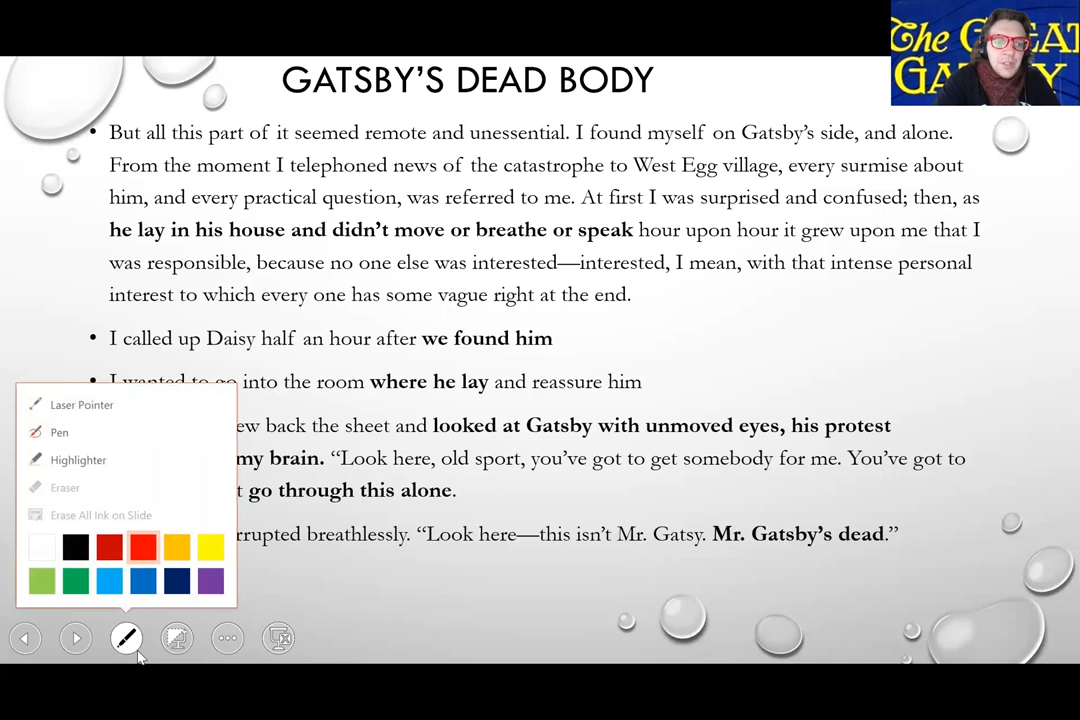 The GREAT
GATSBY
GATSBY'S DEAD BODY
• But all this part of it seemed remote and unessential. I found myself on Gatsby's side, and alone.
From the moment I telephoned news of the catastrophe to West Egg village, every surmise about
him, and every practical question, was referred to me. At first I was surprised and confused; then, as
he lay in his house and didn't move or breathe or speak hour upon hour it grew upon me that I
was responsible, because no one else was interested—interested, I mean, with that intense personal
interest to which every one has some vague right at the end.
• I called up Daisy half an hour after we found him
• I wanted to go into the room where he lay and reassure him
ew back the sheet and looked at Gatsby with unmoved eyes, his protest
my brain. “Look here, old sport, you've got to get somebody for me. You've got to
t go through this alone.
rrupted breathlessly. “Look here—this isn't Mr. Gatsy. Mr. Gatsby's dead.”
Laser Pointer
Pen
Highlighter
Eraser
Erase All Ink on Slide